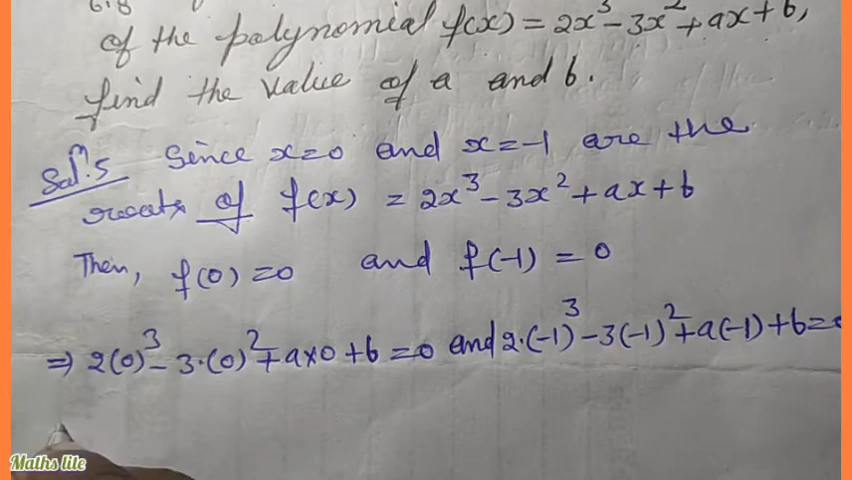 of the polynomial f(x) = 2x³ - 3x² + ax + b,
find the value of a and b.
Solⁿ.5 Since x=0 and x=-1 are the
roots of f(x) = 2x³ - 3x² + ax + b
Then, f(0) = 0 and f(-1) = 0
⇒ 2(0)³ - 3·(0)² + a×0 + b = 0 and 2·(-1)³ - 3(-1)² + a(-1) + b = 0
Maths lite